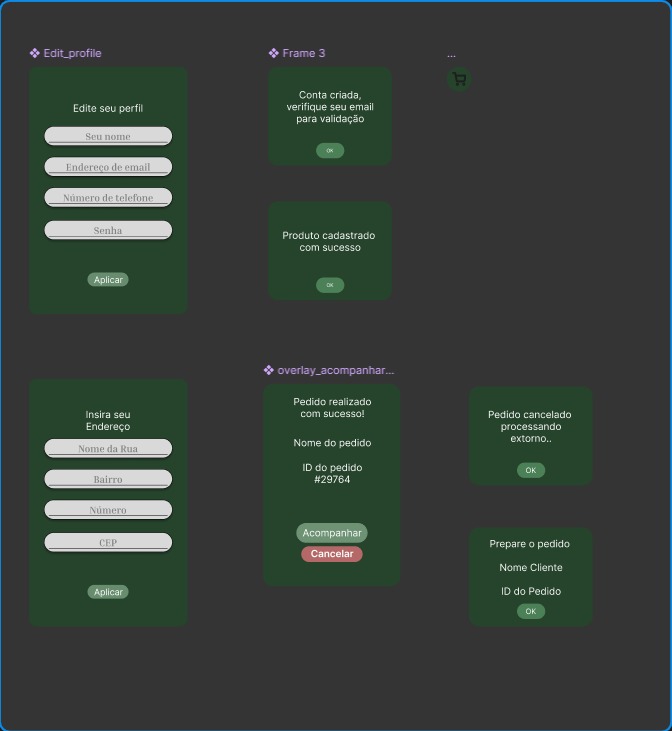 Edit_profile
Edite seu perfil
Seu nome
Endereço de email
Número de telefone
Senha
Aplicar
Frame 3
Conta criada,
verifique seu email
para validação
OK
Produto cadastrado
com sucesso
OK
...
Insira seu
Endereço
Nome da Rua
Bairro
Número
CEP
Aplicar
overlay_acompanhar...
Pedido realizado
com sucesso!
Nome do pedido
ID do pedido
#29764
Acompanhar
Cancelar
Pedido cancelado
processando
extorno..
OK
Prepare o pedido
Nome Cliente
ID do Pedido
OK